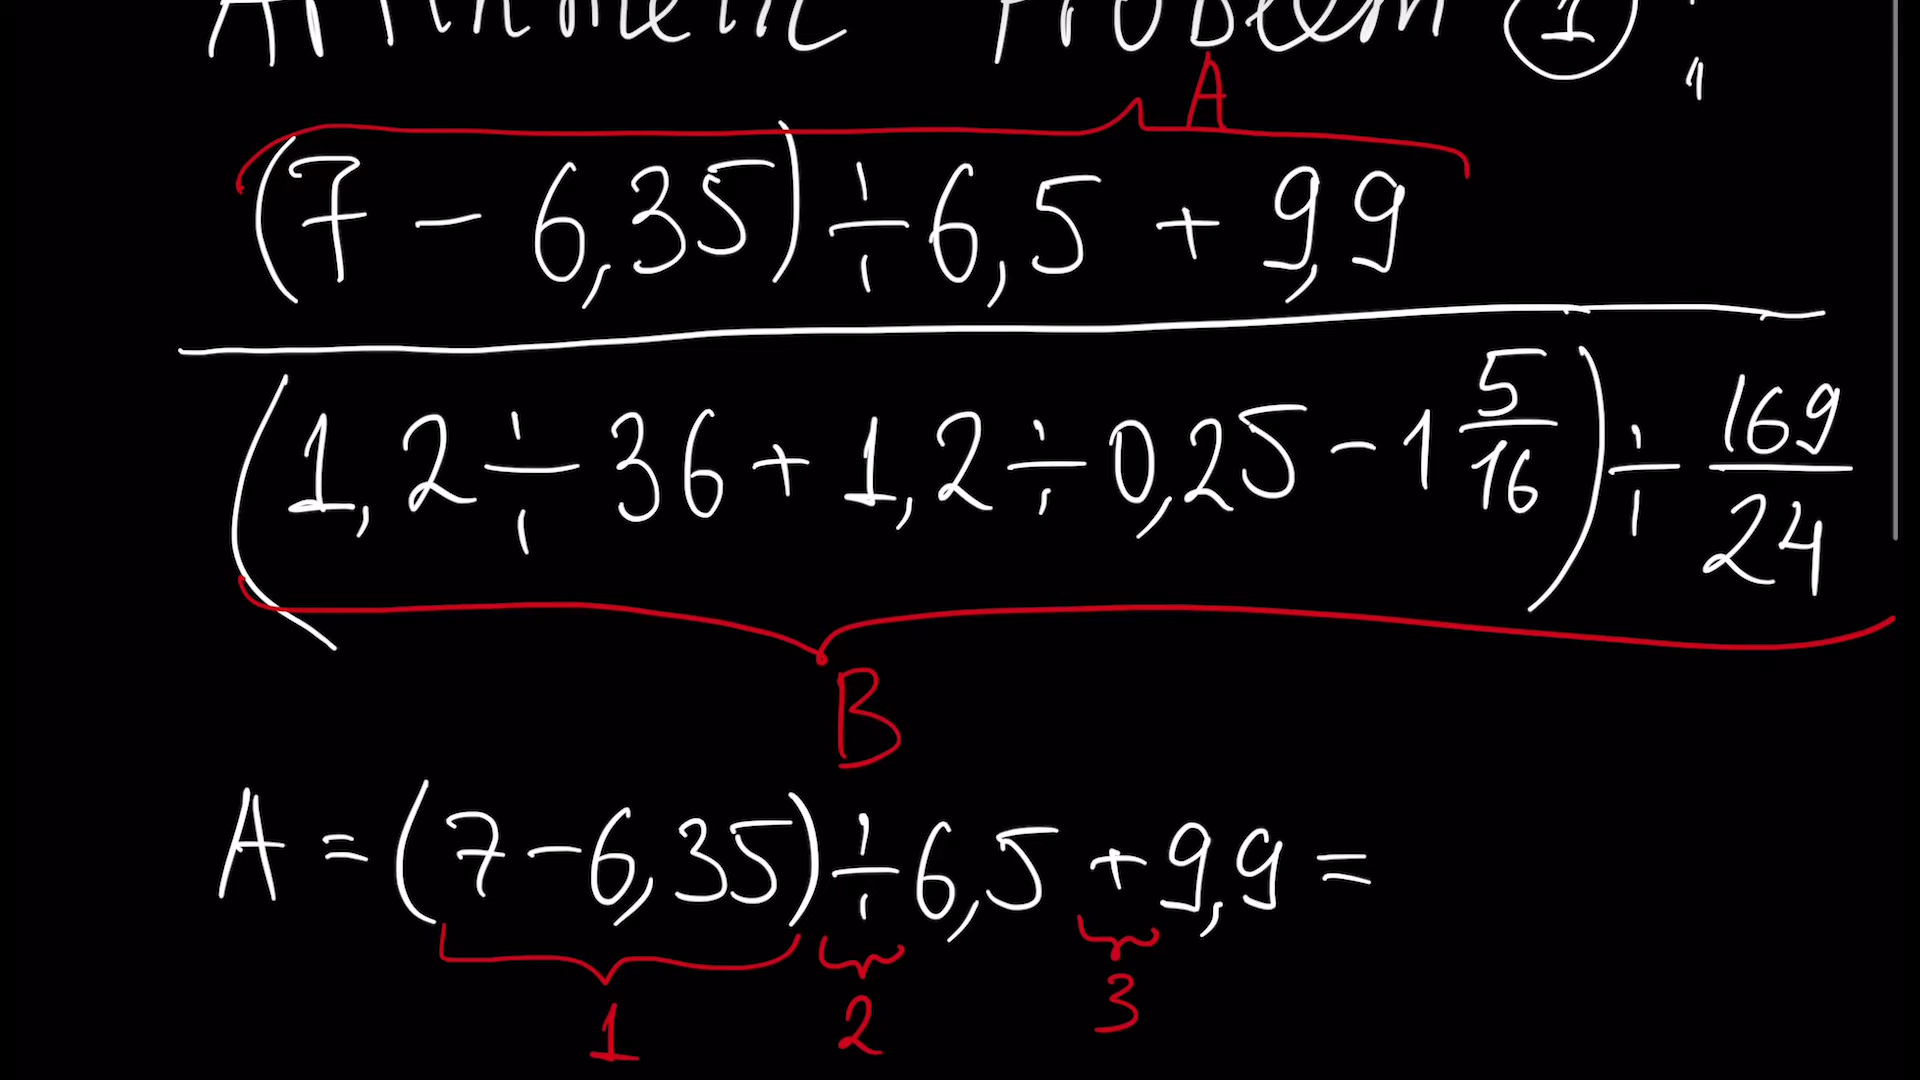 Arithmetic Problem ① :
A
(7 - 6,35) ÷ 6,5 + 9,9
(1,2 ÷ 36 + 1,2 ÷ 0,25 - 1 5/16) ÷ 169/24
B
A = (7-6,35) ÷ 6,5 + 9,9 =
1 2 3